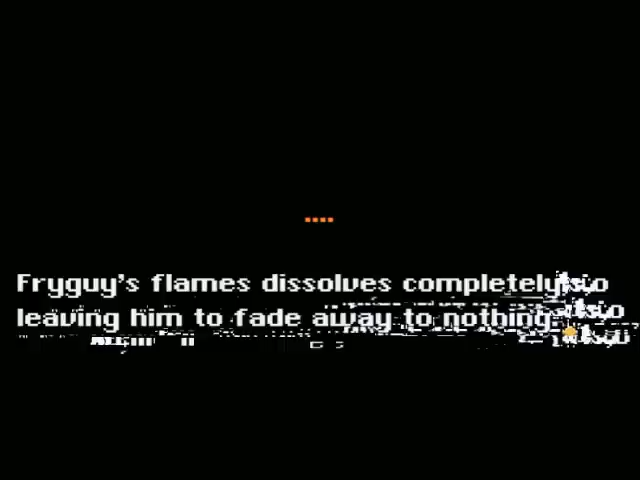 ....
Fryguy's flames dissolves completely
leaving him to fade away to nothing